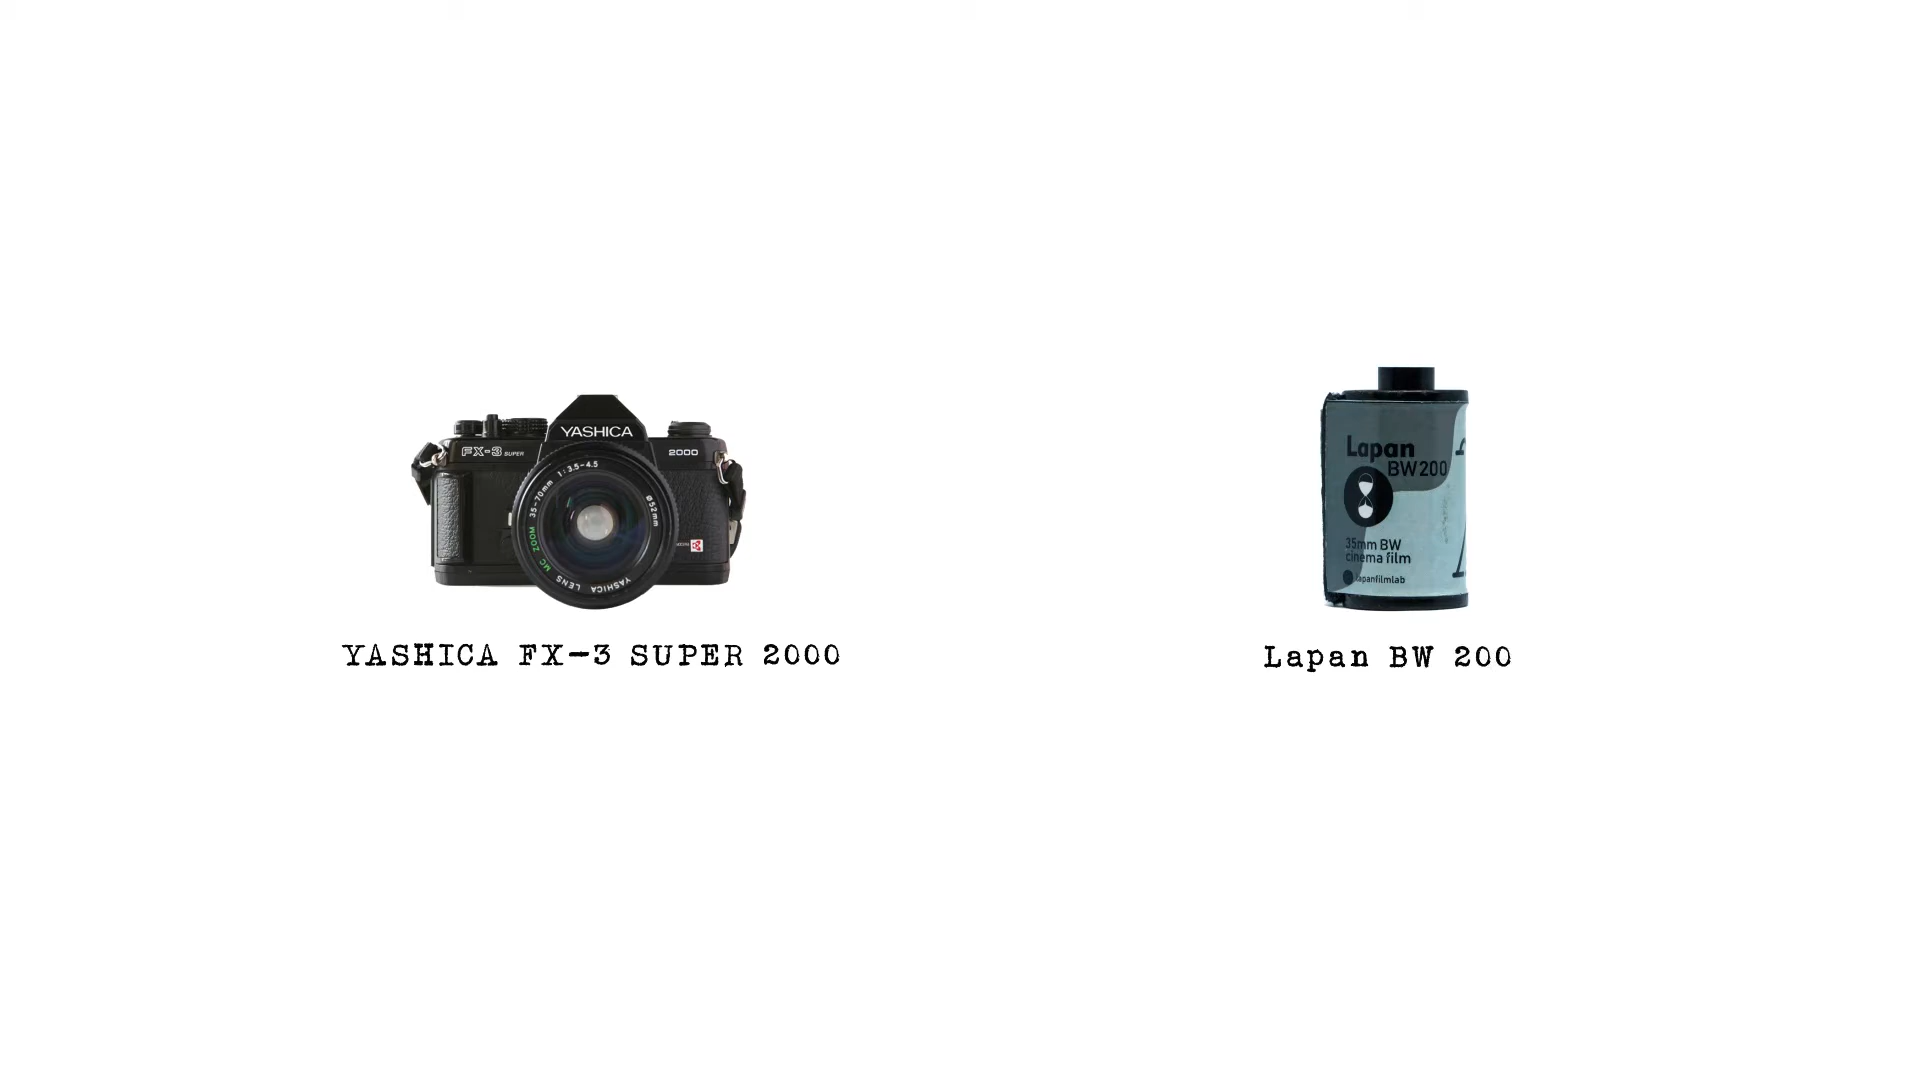 YASHICA
FX-3 SUPER
2000
35-70mm 1:3.5-4.5
ø52mm
MC ZOOM
YASHICA LENS
YASHICA FX-3 SUPER 2000
Lapan
BW200
35mm BW
cinema film
lapanfilmlab
Lapan BW 200